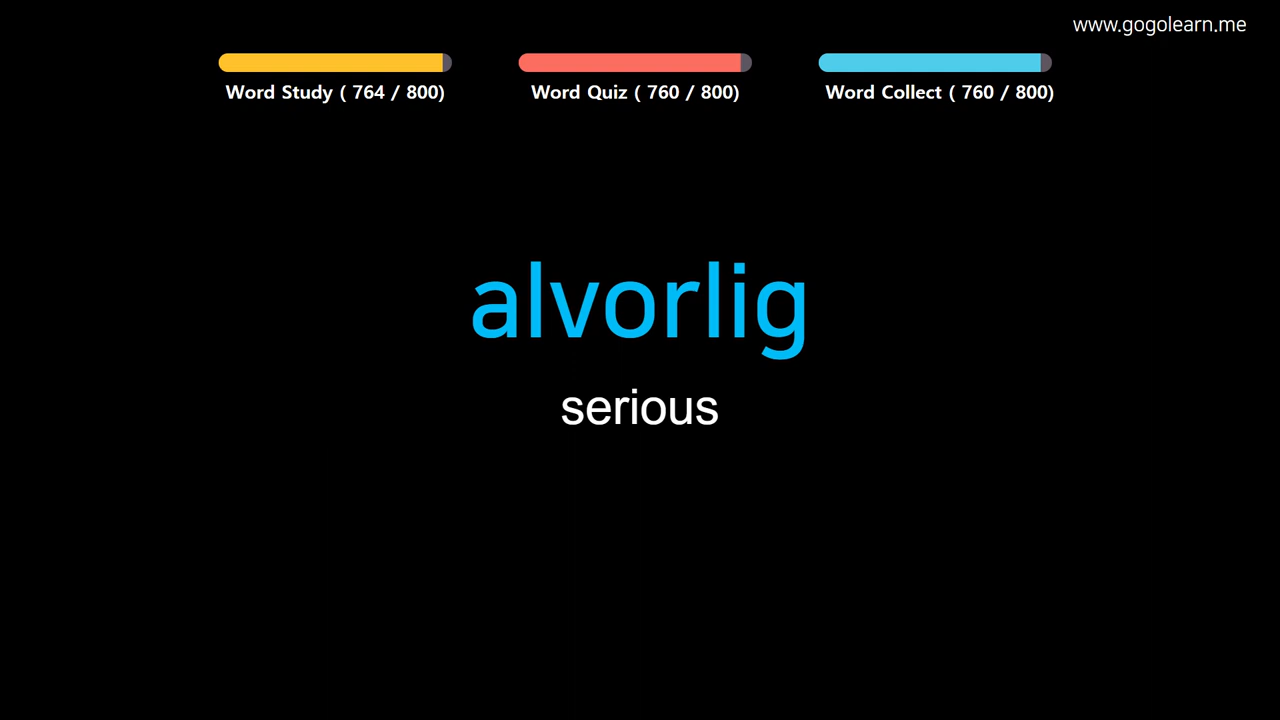 www.gogolearn.me
Word Study ( 764 / 800)
Word Quiz ( 760 / 800)
Word Collect ( 760 / 800)
alvorlig
serious